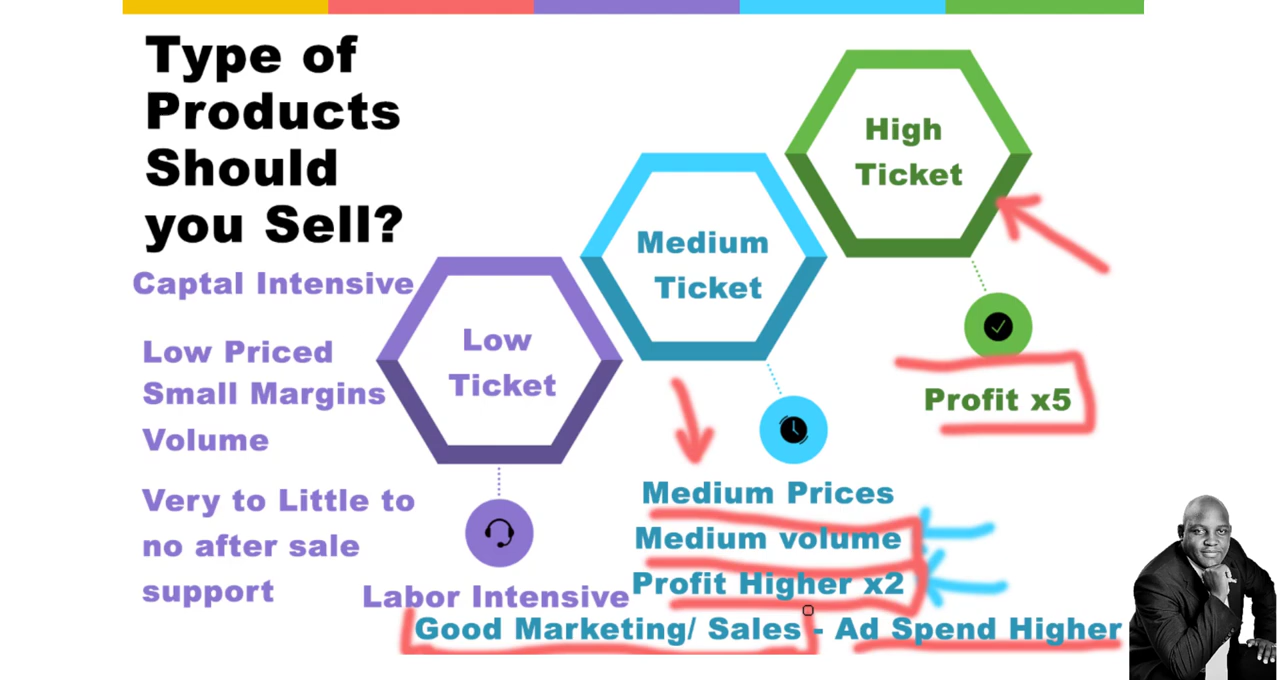 Type of
Products
Should
you Sell?
Captal Intensive
Low Priced
Small Margins
Volume
Very to Little to
no after sale
support
Low
Ticket
Labor Intensive
Medium
Ticket
Medium Prices
Medium volume
Profit Higher x2
Good Marketing/ Sales - Ad Spend Higher
High
Ticket
Profit x5